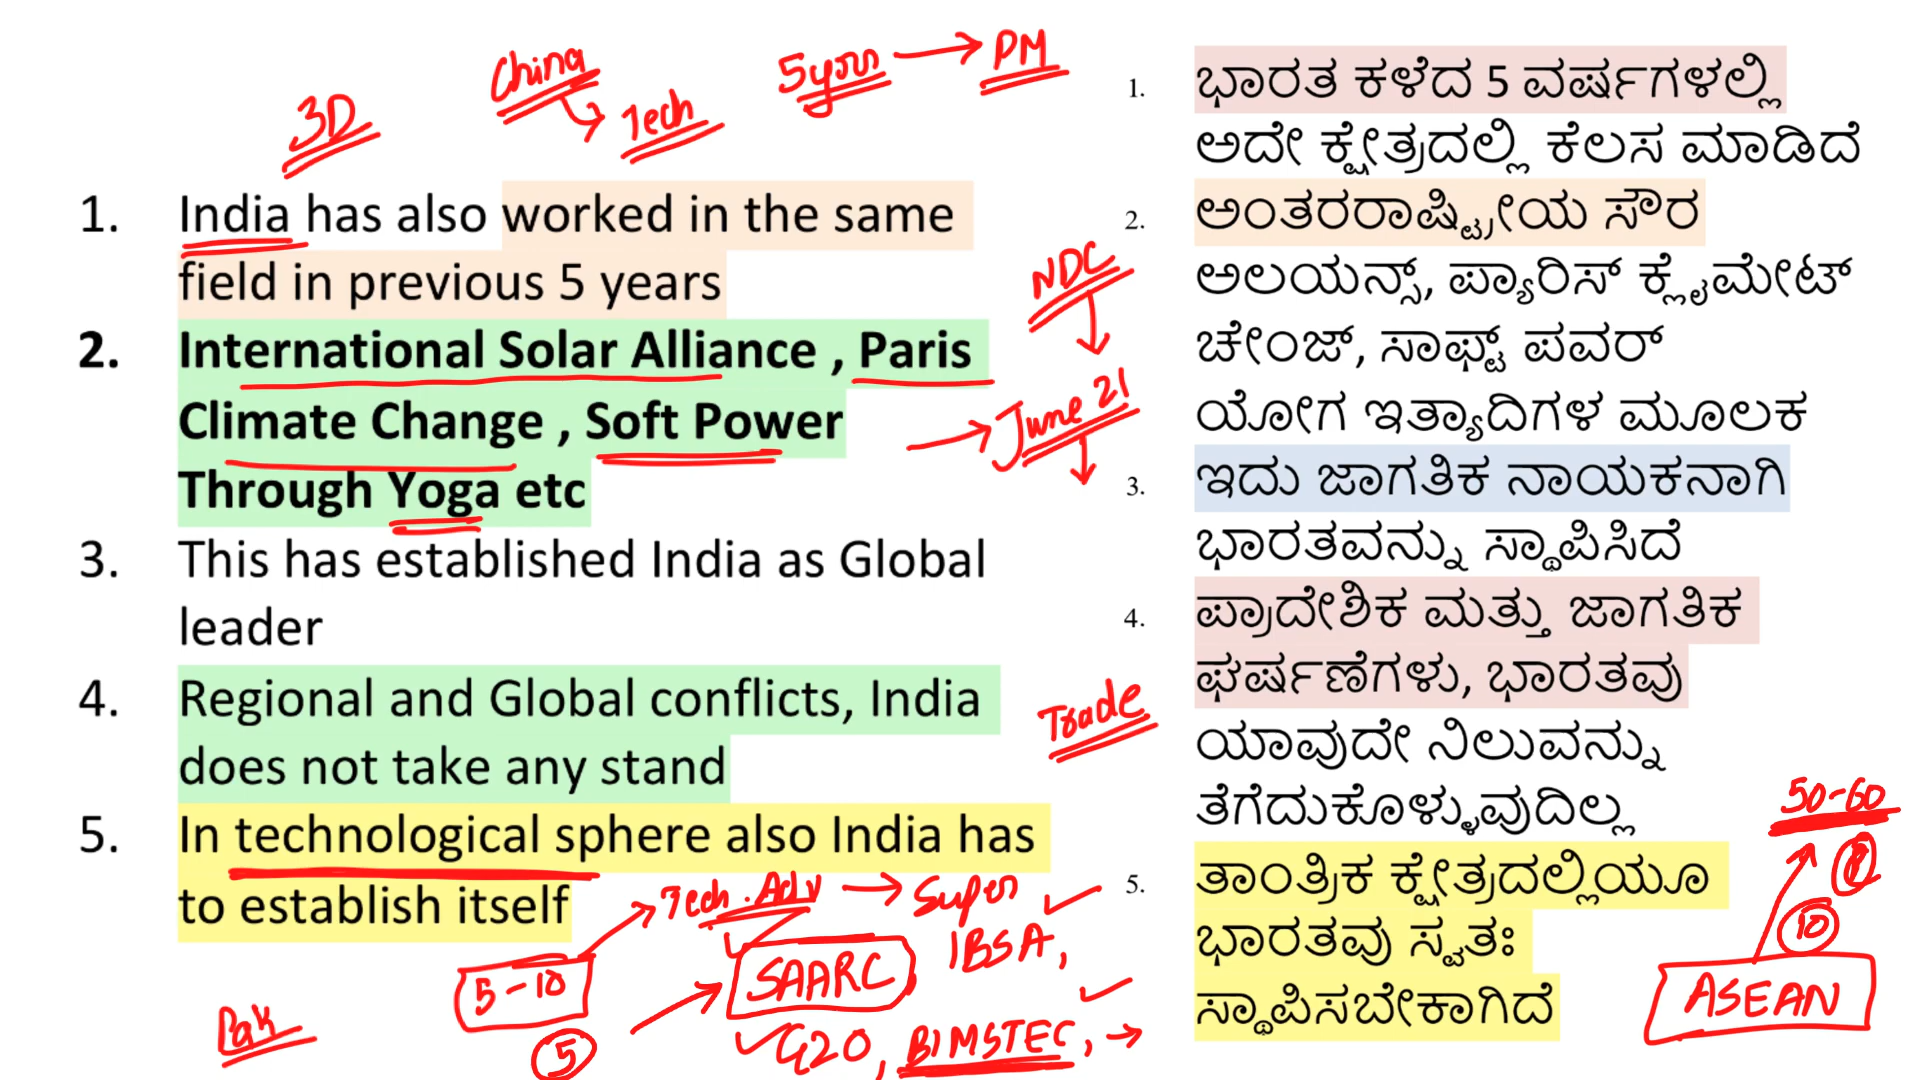 3D
China
Tech
5years
PM
1. India has also worked in the same
field in previous 5 years
2. International Solar Alliance , Paris
Climate Change , Soft Power
Through Yoga etc
3. This has established India as Global
leader
4. Regional and Global conflicts, India
does not take any stand
5. In technological sphere also India has
to establish itself
NDC
June 21
Trade
Tech. Adv
Super
5-10
SAARC
IBSA,
5
G20, BIMSTEC,
Pak
1. ಭಾರತ ಕಳೆದ 5 ವರ್ಷಗಳಲ್ಲಿ
ಅದೇ ಕ್ಷೇತ್ರದಲ್ಲಿ ಕೆಲಸ ಮಾಡಿದೆ
2. ಅಂತರರಾಷ್ಟ್ರೀಯ ಸೌರ
ಅಲಯನ್ಸ್, ಪ್ಯಾರಿಸ್ ಕ್ಲೈಮೇಟ್
ಚೇಂಜ್, ಸಾಫ್ಟ್ ಪವರ್
ಯೋಗ ಇತ್ಯಾದಿಗಳ ಮೂಲಕ
3. ಇದು ಜಾಗತಿಕ ನಾಯಕನಾಗಿ
ಭಾರತವನ್ನು ಸ್ಥಾಪಿಸಿದೆ
4. ಪ್ರಾದೇಶಿಕ ಮತ್ತು ಜಾಗತಿಕ
ಘರ್ಷಣೆಗಳು, ಭಾರತವು
ಯಾವುದೇ ನಿಲುವನ್ನು
ತೆಗೆದುಕೊಳ್ಳುವುದಿಲ್ಲ
5. ತಾಂತ್ರಿಕ ಕ್ಷೇತ್ರದಲ್ಲಿಯೂ
ಭಾರತವು ಸ್ವತಃ
ಸ್ಥಾಪಿಸಬೇಕಾಗಿದೆ
50-60
10
ASEAN